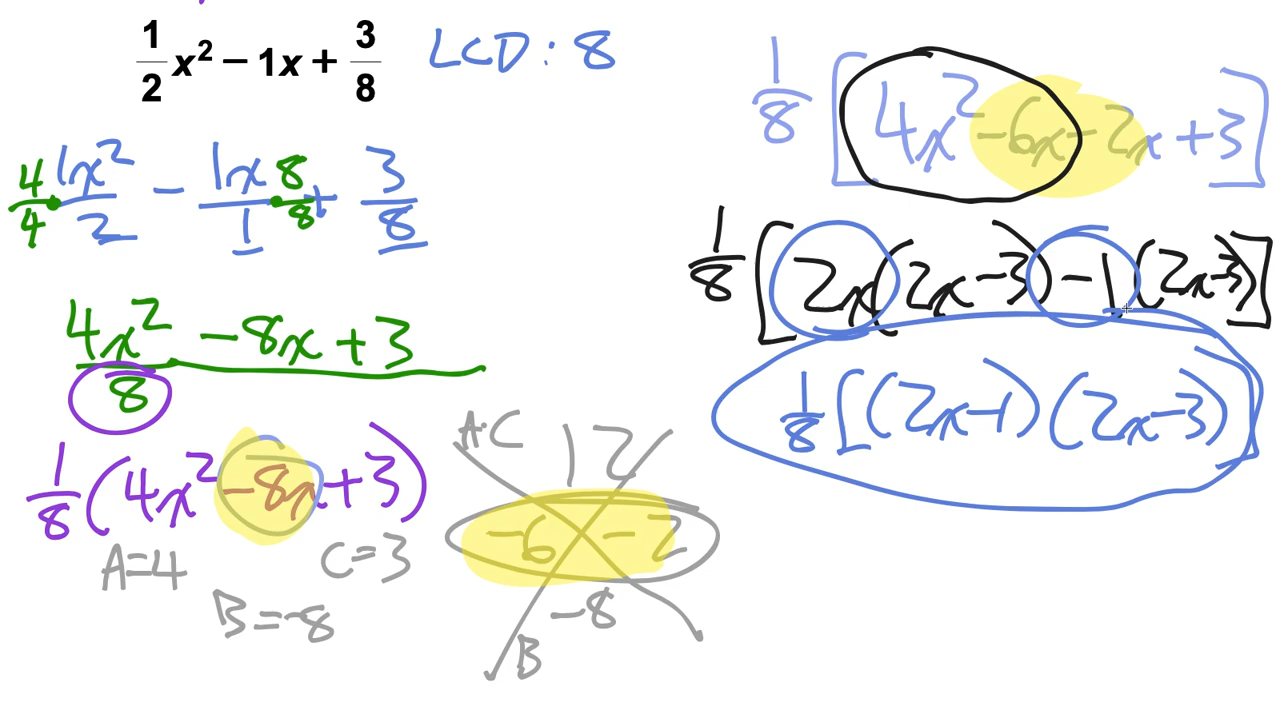 1/2 x² − 1x + 3/8
LCD: 8
4/4 • 1x²/2 − 1x/1 • 8/8 + 3/8
4x² − 8x + 3
8
1/8 (4x² − 8x + 3)
A=4
C=3
B=-8
A·C
12
-6 -2
-8
B
1/8 [4x² − 6x − 2x + 3]
1/8 [2x(2x − 3) − 1(2x − 3)]
1/8 [(2x − 1)(2x − 3)]